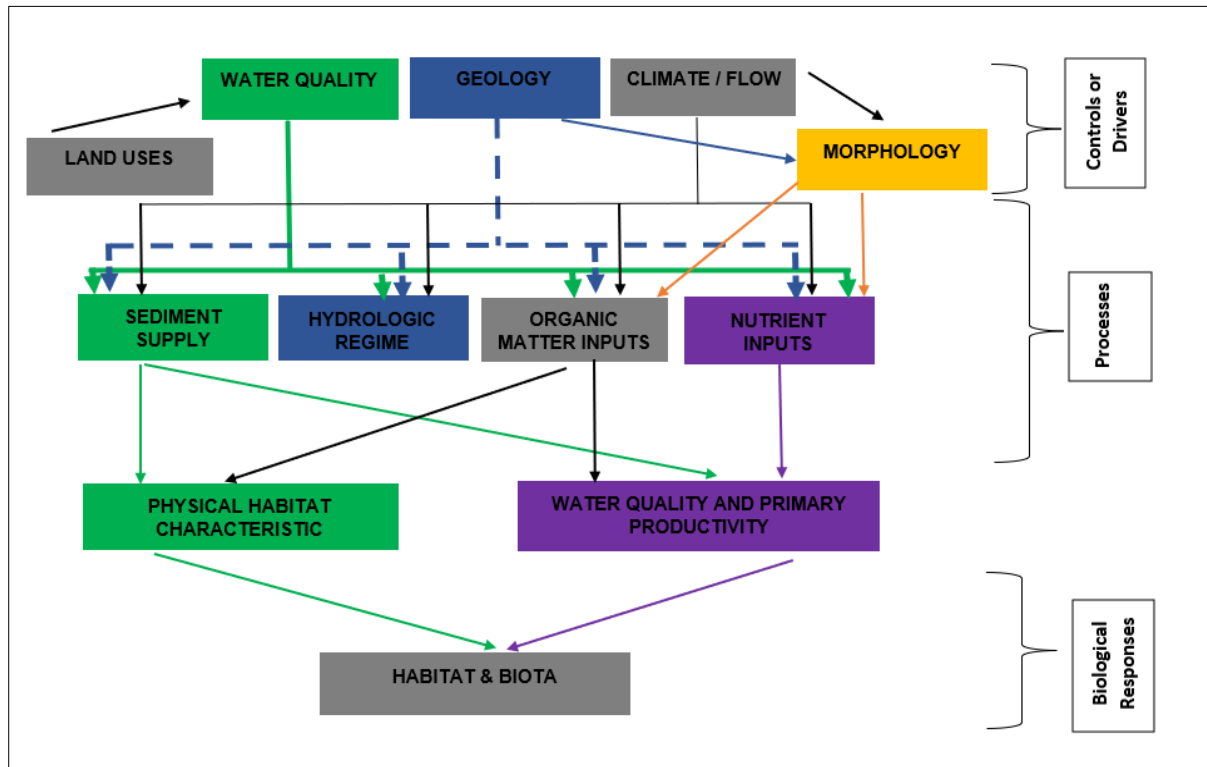 WATER QUALITY
GEOLOGY
CLIMATE / FLOW
LAND USES
MORPHOLOGY
Controls or
Drivers
SEDIMENT
SUPPLY
HYDROLOGIC
REGIME
ORGANIC
MATTER INPUTS
NUTRIENT
INPUTS
Processes
PHYSICAL HABITAT
CHARACTERISTIC
WATER QUALITY AND PRIMARY
PRODUCTIVITY
HABITAT & BIOTA
Biological
Responses